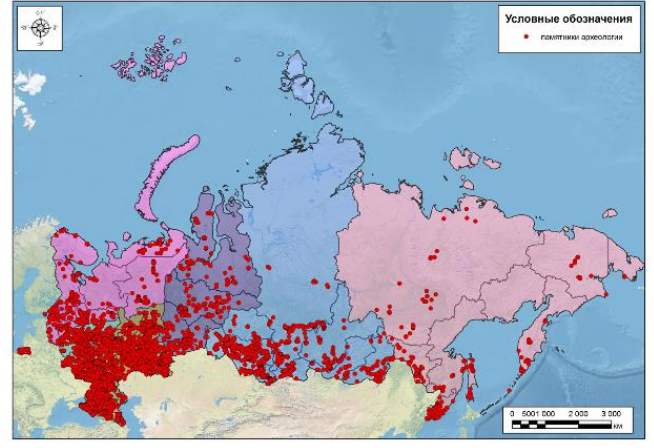 Условные обозначения
памятники археологии
0 500 1 000 2 000 3 000
км